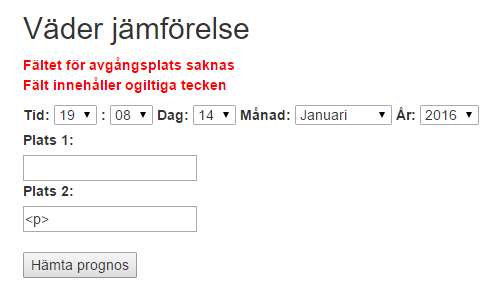 Väder jämförelse
Fältet för avgångsplats saknas
Fält innehåller ogiltiga tecken
Tid: 19 : 08 Dag: 14 Månad: Januari År: 2016
Plats 1:
Plats 2:
<p>
Hämta prognos